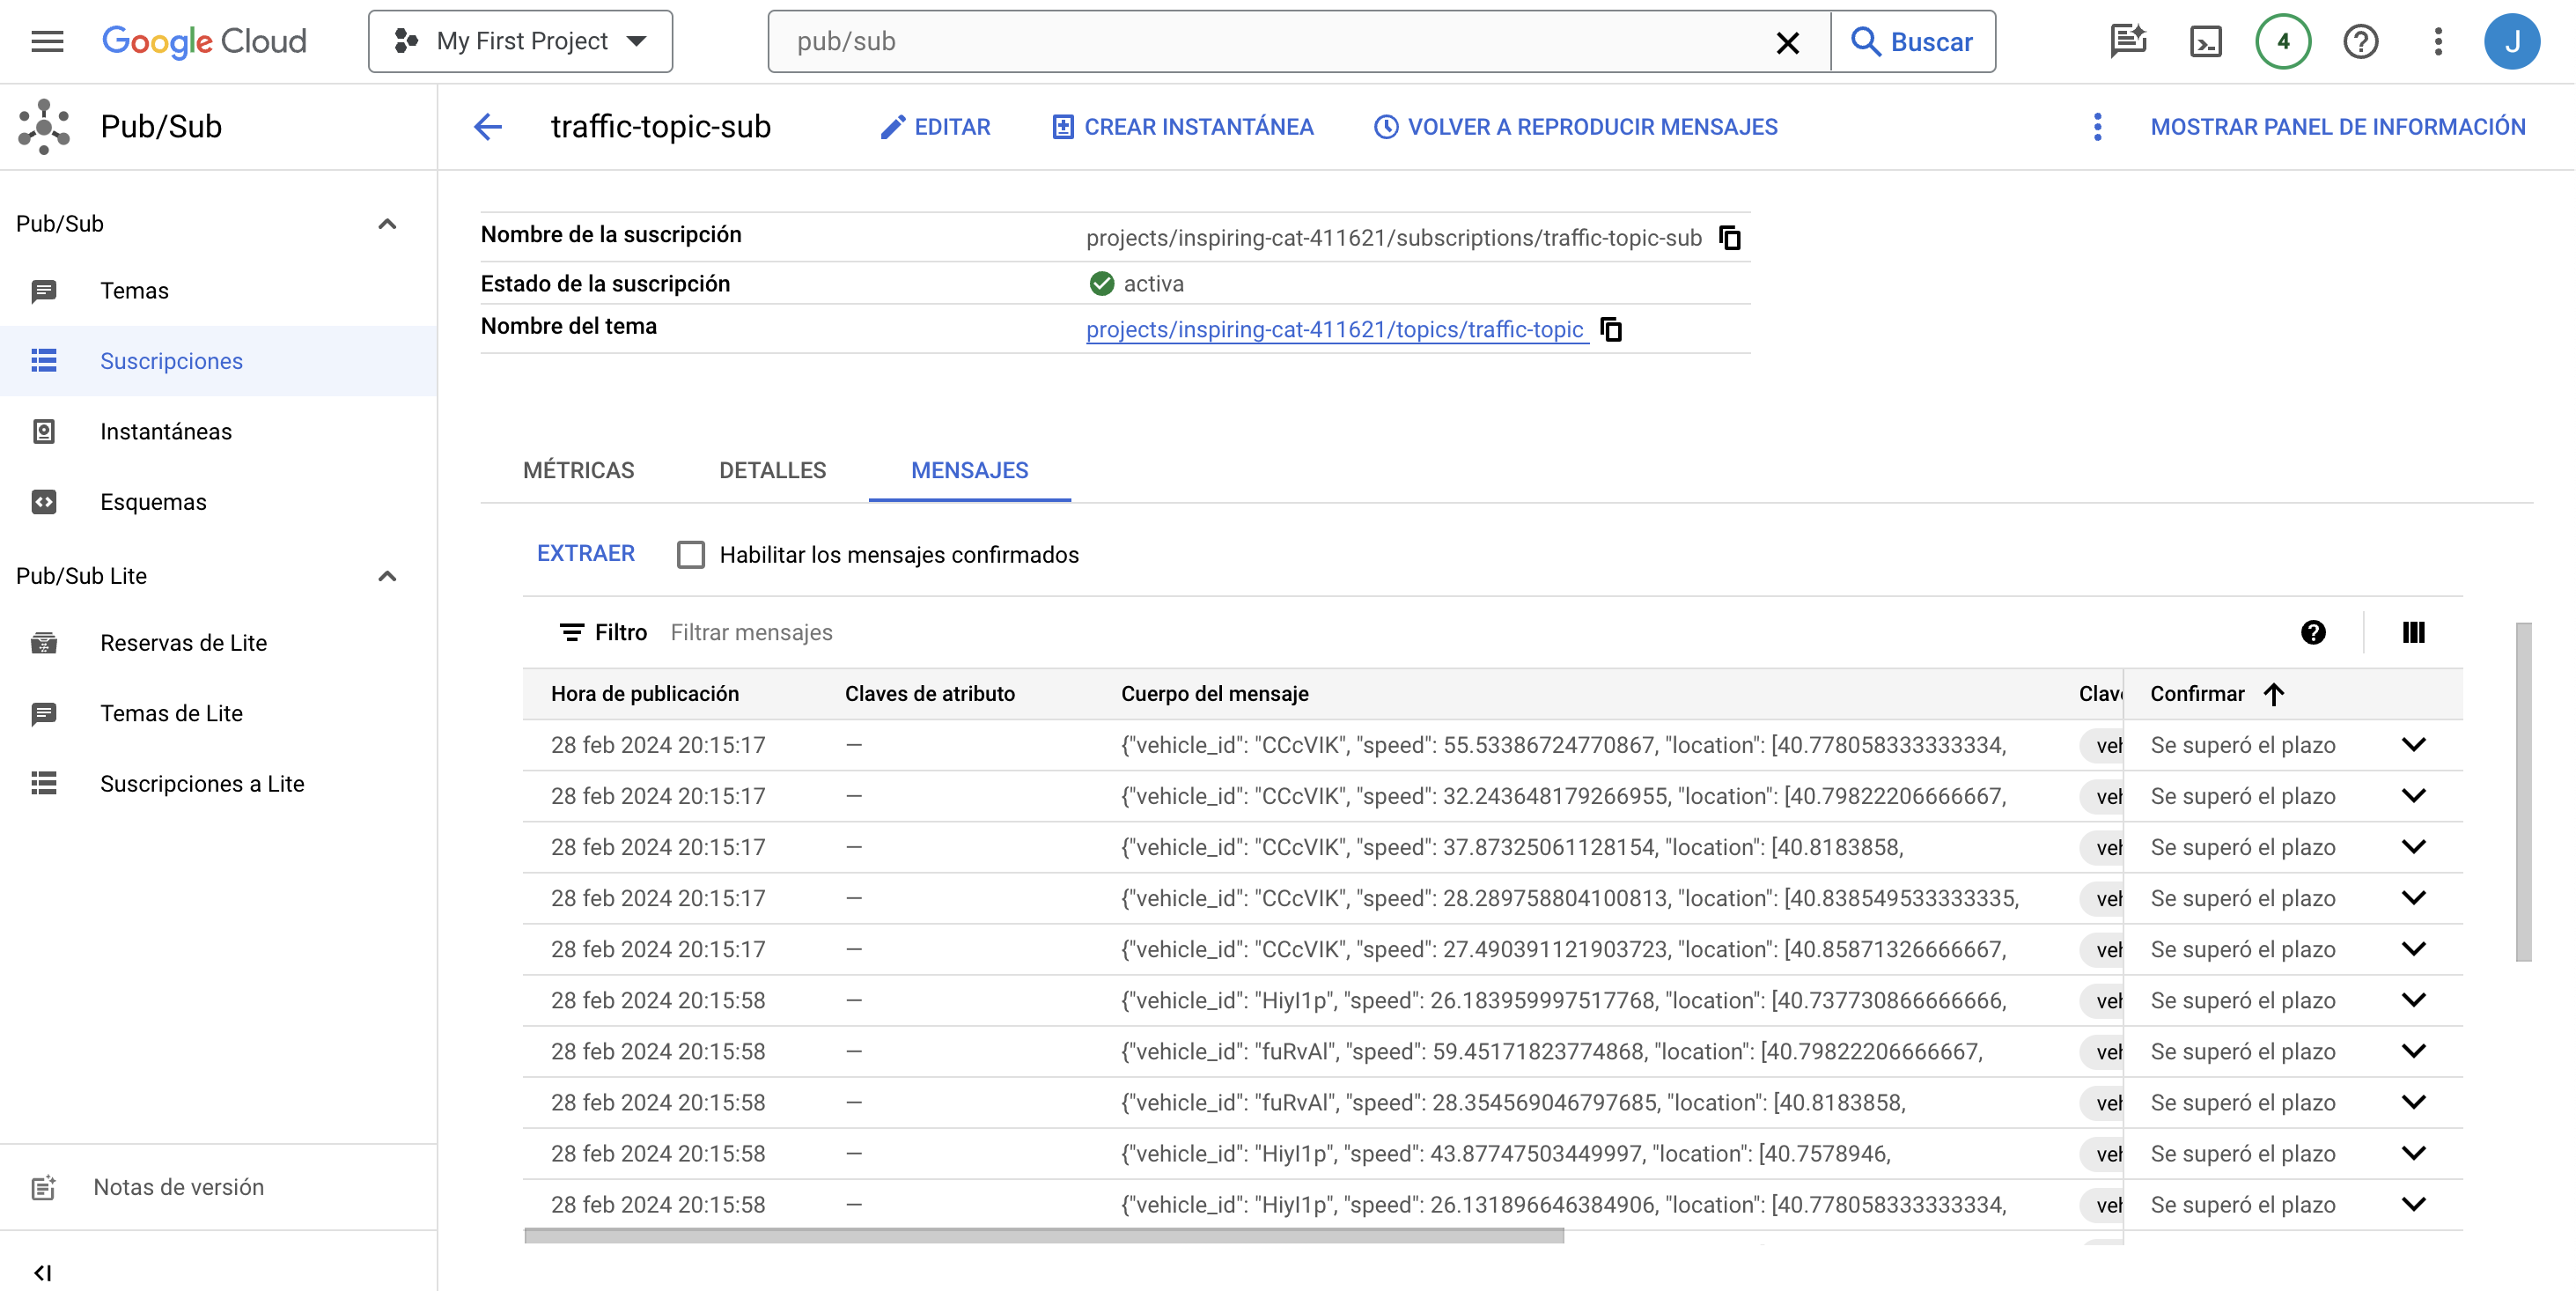 Google Cloud
My First Project
pub/sub
Buscar
4
J
Pub/Sub
traffic-topic-sub
EDITAR
CREAR INSTANTÁNEA
VOLVER A REPRODUCIR MENSAJES
MOSTRAR PANEL DE INFORMACIÓN
Pub/Sub
Temas
Suscripciones
Instantáneas
Esquemas
Pub/Sub Lite
Reservas de Lite
Temas de Lite
Suscripciones a Lite
Notas de versión
Nombre de la suscripción projects/inspiring-cat-411621/subscriptions/traffic-topic-sub
Estado de la suscripción activa
Nombre del tema projects/inspiring-cat-411621/topics/traffic-topic
MÉTRICAS DETALLES MENSAJES
EXTRAER Habilitar los mensajes confirmados
Filtro Filtrar mensajes
Hora de publicación Claves de atributo Cuerpo del mensaje Clav Confirmar
28 feb 2024 20:15:17 — {"vehicle_id": "CCcVIK", "speed": 55.53386724770867, "location": [40.778058333333334, veh Se superó el plazo
28 feb 2024 20:15:17 — {"vehicle_id": "CCcVIK", "speed": 32.243648179266955, "location": [40.79822206666667, veh Se superó el plazo
28 feb 2024 20:15:17 — {"vehicle_id": "CCcVIK", "speed": 37.87325061128154, "location": [40.8183858, veh Se superó el plazo
28 feb 2024 20:15:17 — {"vehicle_id": "CCcVIK", "speed": 28.289758804100813, "location": [40.838549533333335, veh Se superó el plazo
28 feb 2024 20:15:17 — {"vehicle_id": "CCcVIK", "speed": 27.490391121903723, "location": [40.85871326666667, veh Se superó el plazo
28 feb 2024 20:15:58 — {"vehicle_id": "HiyI1p", "speed": 26.183959997517768, "location": [40.737730866666666, veh Se superó el plazo
28 feb 2024 20:15:58 — {"vehicle_id": "fuRvAl", "speed": 59.45171823774868, "location": [40.79822206666667, veh Se superó el plazo
28 feb 2024 20:15:58 — {"vehicle_id": "fuRvAl", "speed": 28.354569046797685, "location": [40.8183858, veh Se superó el plazo
28 feb 2024 20:15:58 — {"vehicle_id": "HiyI1p", "speed": 43.87747503449997, "location": [40.7578946, veh Se superó el plazo
28 feb 2024 20:15:58 — {"vehicle_id": "HiyI1p", "speed": 26.131896646384906, "location": [40.778058333333334, veh Se superó el plazo